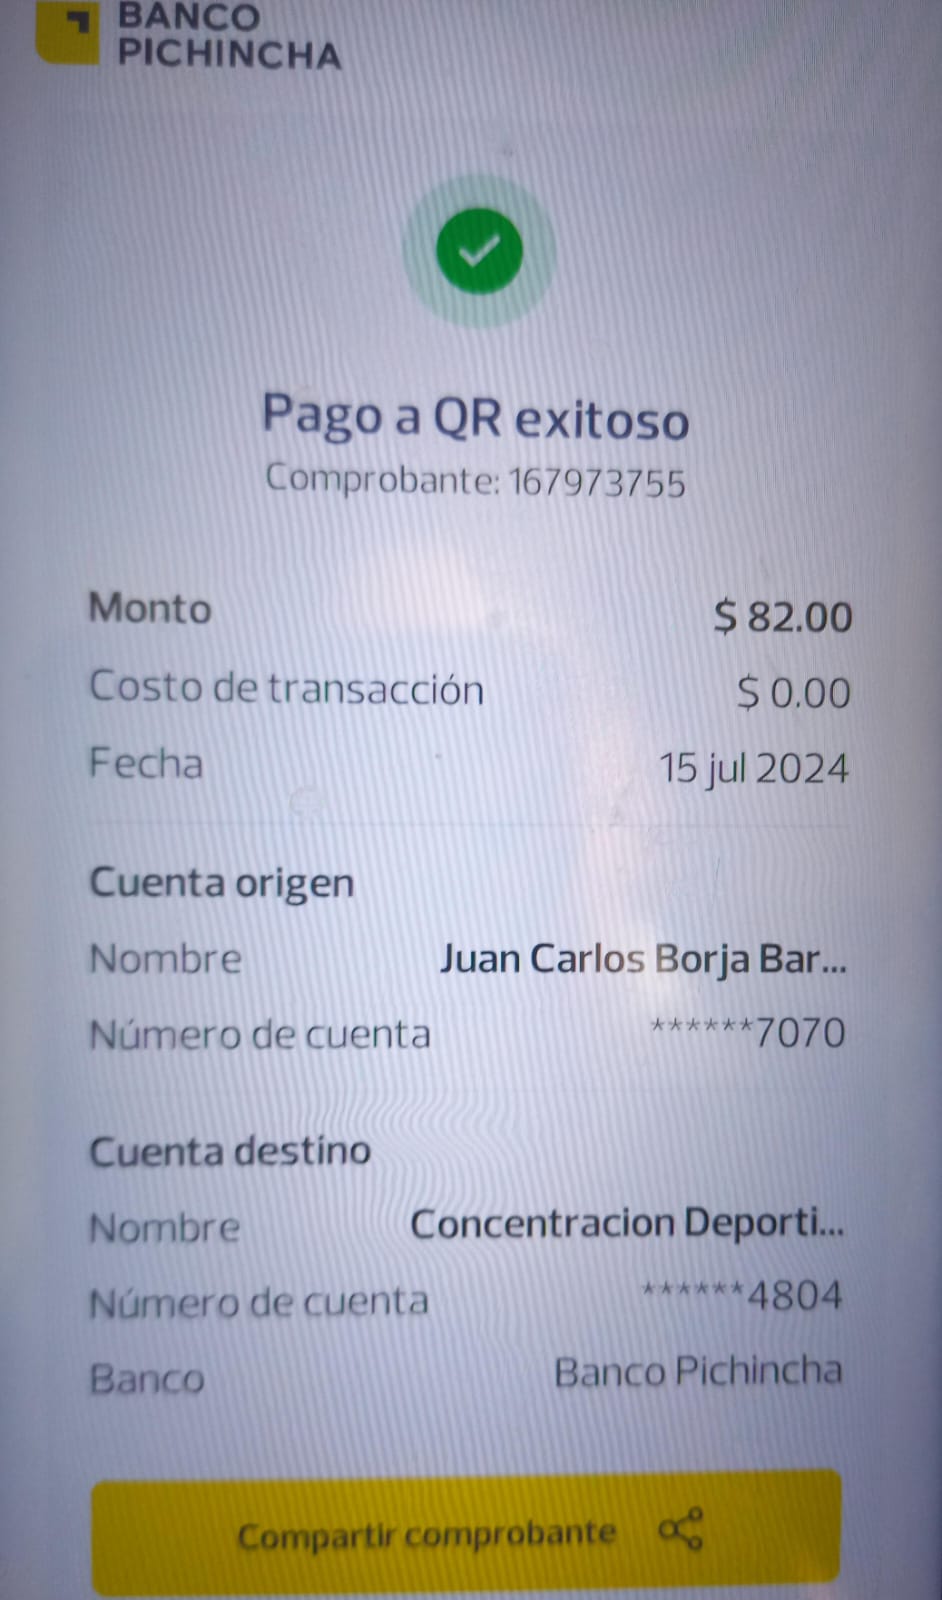 BANCO
PICHINCHA
Pago a QR exitoso
Comprobante: 167973755
Monto $ 82.00
Costo de transacción $ 0.00
Fecha 15 jul 2024
Cuenta origen
Nombre Juan Carlos Borja Bar...
Número de cuenta ******7070
Cuenta destino
Nombre Concentracion Deporti...
Número de cuenta ******4804
Banco Banco Pichincha
Compartir comprobante